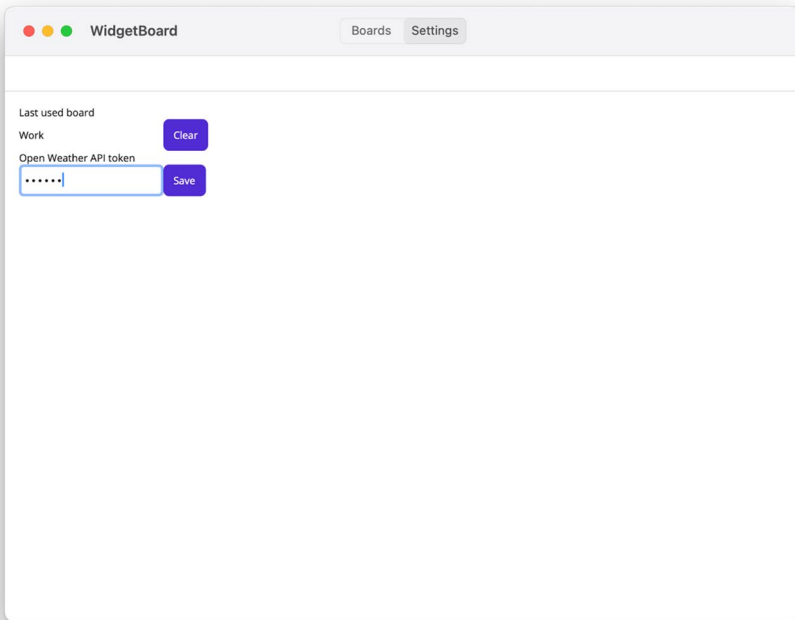 WidgetBoard
Boards Settings
Last used board
Work Clear
Open Weather API token
•••••• Save